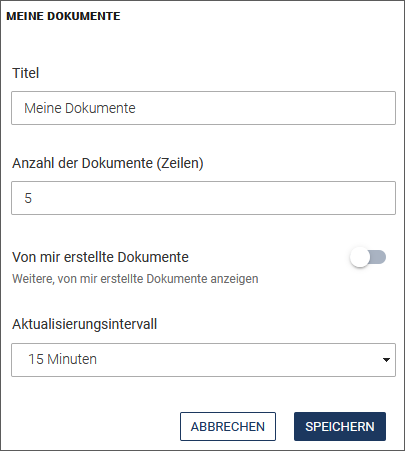 MEINE DOKUMENTE
Titel
Meine Dokumente
Anzahl der Dokumente (Zeilen)
5
Von mir erstellte Dokumente
Weitere, von mir erstellte Dokumente anzeigen
Aktualisierungsintervall
15 Minuten
ABBRECHEN SPEICHERN